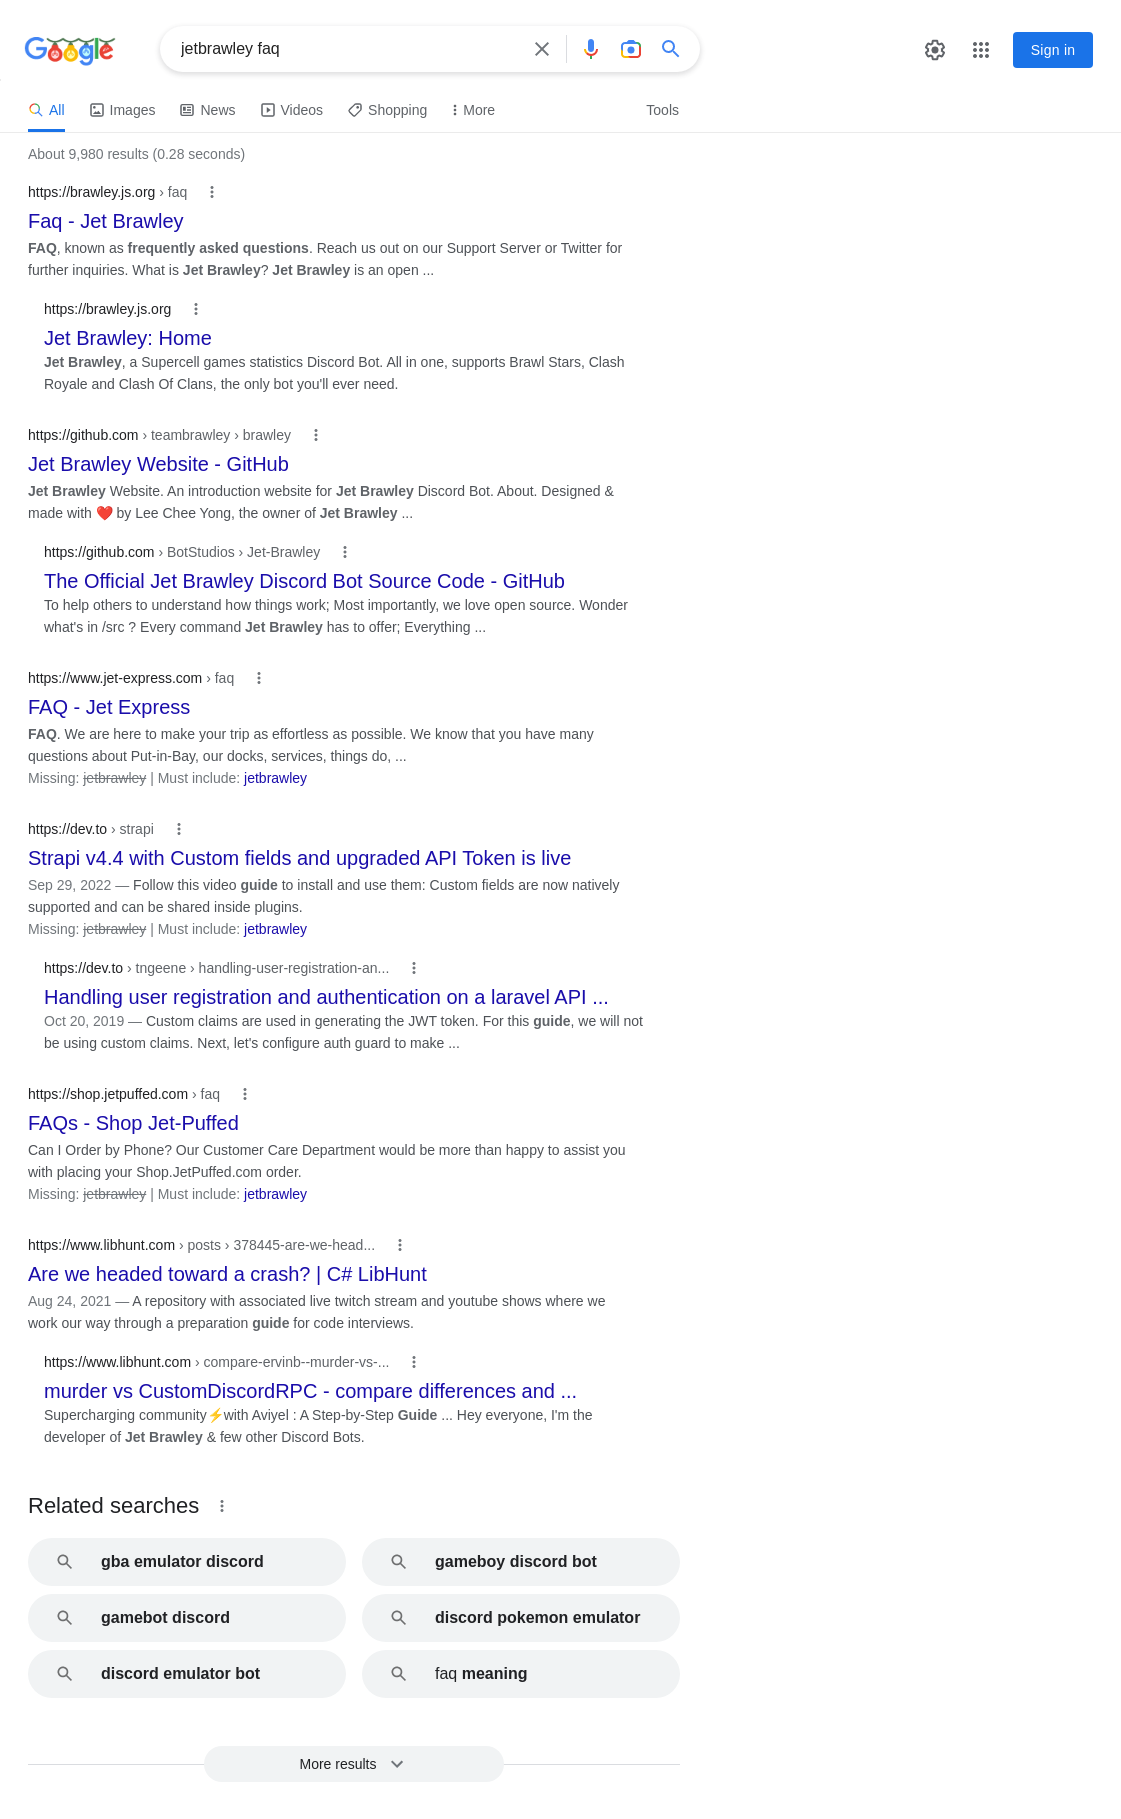 Google
jetbrawley faq
Sign in
All
Images
News
Videos
Shopping
More
Tools
About 9,980 results (0.28 seconds)
https://brawley.js.org › faq
Faq - Jet Brawley
FAQ, known as frequently asked questions. Reach us out on our Support Server or Twitter for
further inquiries. What is Jet Brawley? Jet Brawley is an open ...
https://brawley.js.org
Jet Brawley: Home
Jet Brawley, a Supercell games statistics Discord Bot. All in one, supports Brawl Stars, Clash
Royale and Clash Of Clans, the only bot you'll ever need.
https://github.com › teambrawley › brawley
Jet Brawley Website - GitHub
Jet Brawley Website. An introduction website for Jet Brawley Discord Bot. About. Designed &
made with ❤️ by Lee Chee Yong, the owner of Jet Brawley ...
https://github.com › BotStudios › Jet-Brawley
The Official Jet Brawley Discord Bot Source Code - GitHub
To help others to understand how things work; Most importantly, we love open source. Wonder
what's in /src ? Every command Jet Brawley has to offer; Everything ...
https://www.jet-express.com › faq
FAQ - Jet Express
FAQ. We are here to make your trip as effortless as possible. We know that you have many
questions about Put-in-Bay, our docks, services, things do, ...
Missing: jetbrawley | Must include: jetbrawley
https://dev.to › strapi
Strapi v4.4 with Custom fields and upgraded API Token is live
Sep 29, 2022 — Follow this video guide to install and use them: Custom fields are now natively
supported and can be shared inside plugins.
Missing: jetbrawley | Must include: jetbrawley
https://dev.to › tngeene › handling-user-registration-an...
Handling user registration and authentication on a laravel API ...
Oct 20, 2019 — Custom claims are used in generating the JWT token. For this guide, we will not
be using custom claims. Next, let's configure auth guard to make ...
https://shop.jetpuffed.com › faq
FAQs - Shop Jet-Puffed
Can I Order by Phone? Our Customer Care Department would be more than happy to assist you
with placing your Shop.JetPuffed.com order.
Missing: jetbrawley | Must include: jetbrawley
https://www.libhunt.com › posts › 378445-are-we-head...
Are we headed toward a crash? | C# LibHunt
Aug 24, 2021 — A repository with associated live twitch stream and youtube shows where we
work our way through a preparation guide for code interviews.
https://www.libhunt.com › compare-ervinb--murder-vs-...
murder vs CustomDiscordRPC - compare differences and ...
Supercharging community⚡with Aviyel : A Step-by-Step Guide ... Hey everyone, I'm the
developer of Jet Brawley & few other Discord Bots.
Related searches
gba emulator discord
gameboy discord bot
gamebot discord
discord pokemon emulator
discord emulator bot
faq meaning
More results